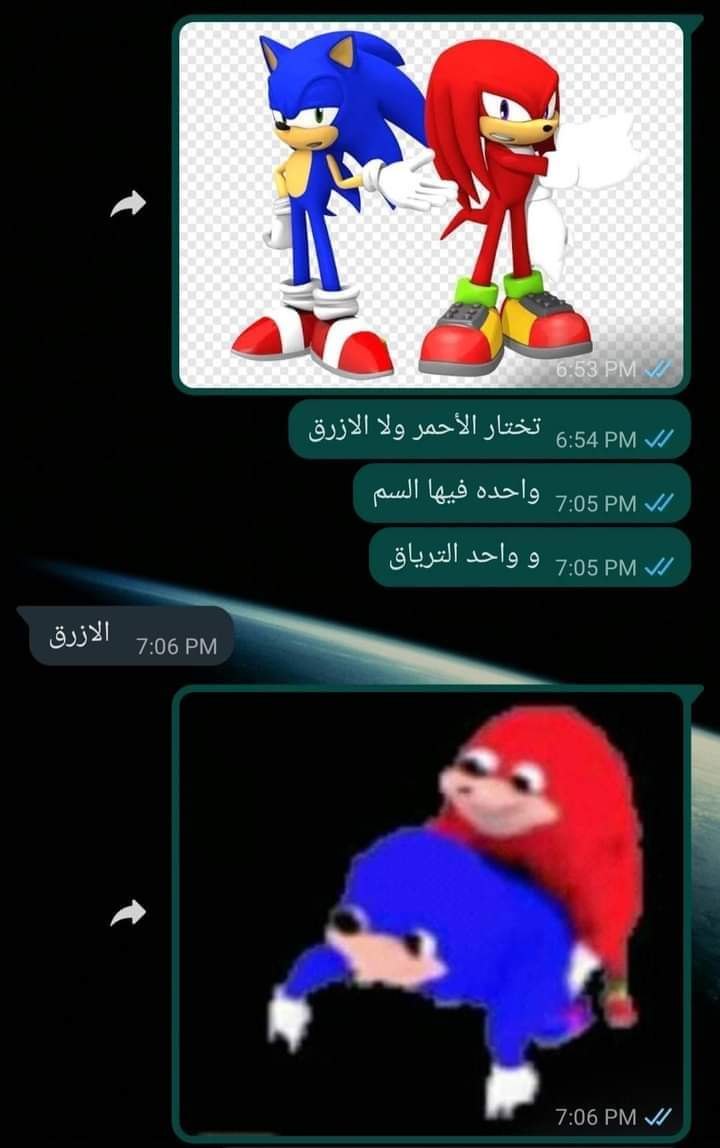 6:53 PM
تختار الأحمر ولا الازرق 6:54 PM
واحده فيها السم 7:05 PM
و واحد الترياق 7:05 PM
الازرق 7:06 PM
7:06 PM